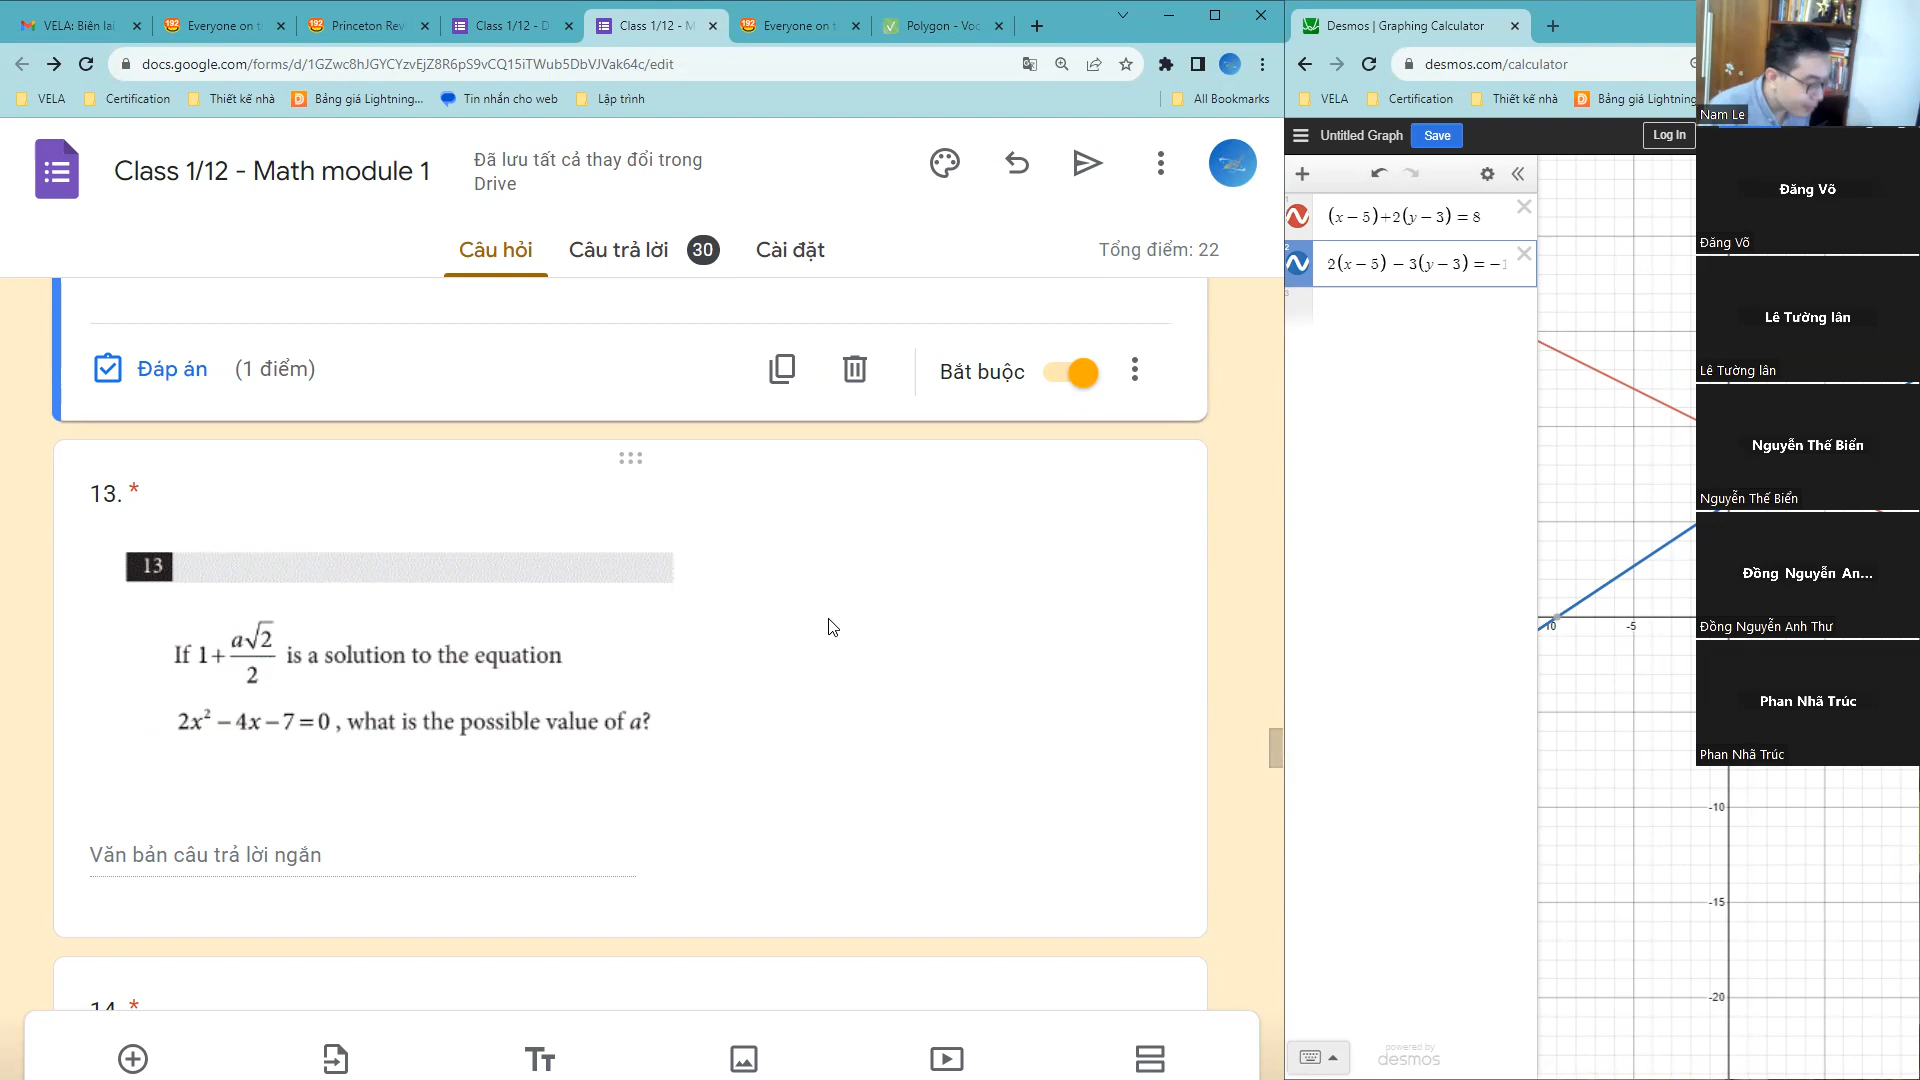 VELA: Biên lai
Everyone on t
Princeton Rev
Class 1/12 - D
Class 1/12 - M
Everyone on t
Polygon - Voc
docs.google.com/forms/d/1GZwc8hJGYCYzvEjZ8R6pS9vCQ15iTWub5DbVJVak64c/edit
VELA
Certification
Thiết kế nhà
Bảng giá Lightning...
Tin nhắn cho web
Lập trình
All Bookmarks
Class 1/12 - Math module 1
Đã lưu tất cả thay đổi trong
Drive
Câu hỏi
Câu trả lời 30
Cài đặt
Tổng điểm: 22
Đáp án (1 điểm)
Bắt buộc
13. *
13
If 1+ a√2/2 is a solution to the equation
2x² − 4x − 7 = 0 , what is the possible value of a?
Văn bản câu trả lời ngắn
14. *
Desmos | Graphing Calculator
desmos.com/calculator
VELA
Certification
Thiết kế nhà
Bảng giá Lightning
Untitled Graph
Save
Log In
1
(x − 5)+2(y − 3) = 8
2
2(x − 5) − 3(y − 3) = −1
3
10
-5
-10
-15
-20
powered by
desmos
Nam Le
Đăng Võ
Đăng Võ
Lê Tường lân
Lê Tường lân
Nguyễn Thế Biển
Nguyễn Thế Biển
Đồng Nguyễn An...
Đồng Nguyễn Anh Thư
Phan Nhã Trúc
Phan Nhã Trúc